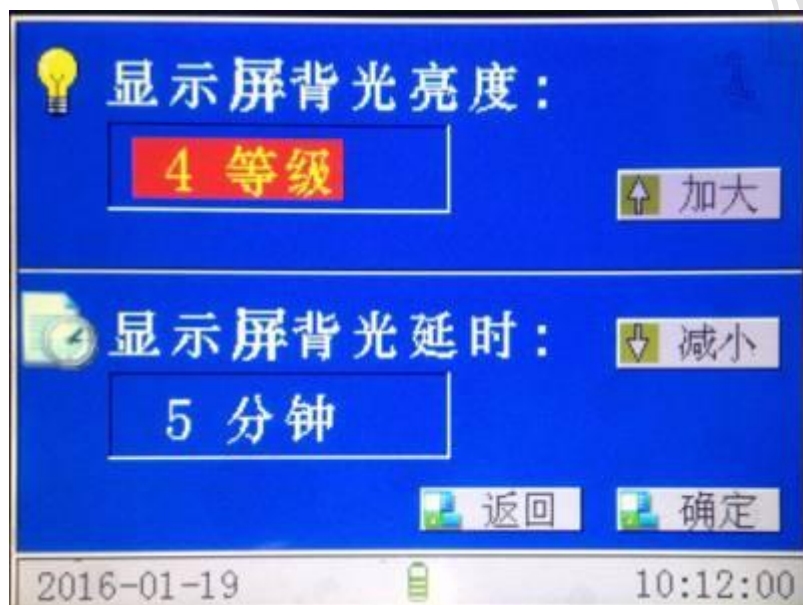 显示屏背光亮度：
4 等级
加大
显示屏背光延时：
减小
5 分钟
返回
确定
2016-01-19
10:12:00